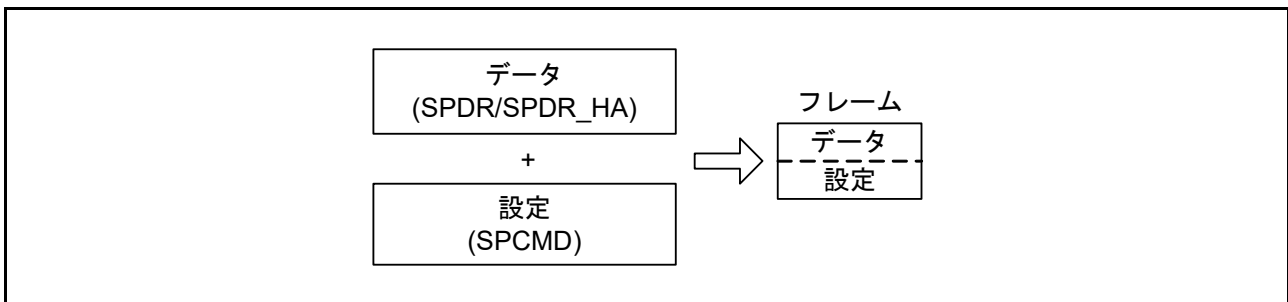 データ
(SPDR/SPDR_HA)
+
設定
(SPCMD)
フレーム
データ
設定